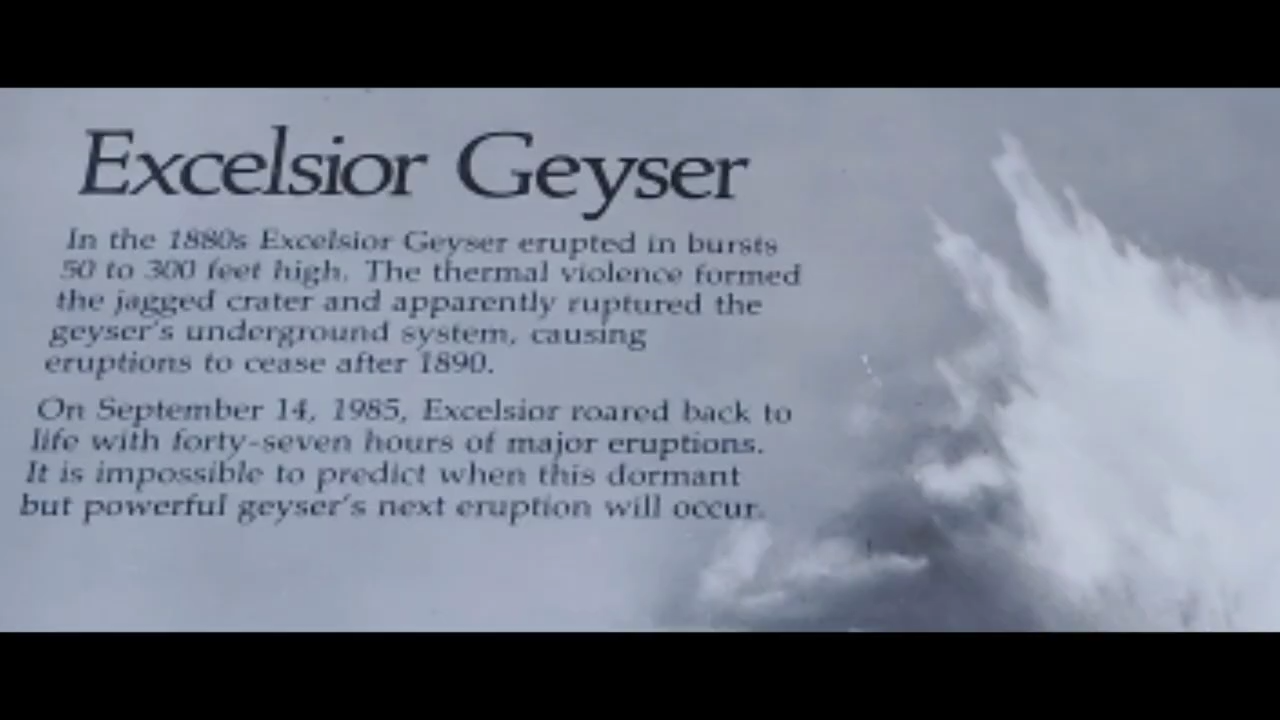 Excelsior Geyser
In the 1880s Excelsior Geyser erupted in bursts
50 to 300 feet high. The thermal violence formed
the jagged crater and apparently ruptured the
geyser's underground system, causing
eruptions to cease after 1890.
On September 14, 1985, Excelsior roared back to
life with forty-seven hours of major eruptions.
It is impossible to predict when this dormant
but powerful geyser's next eruption will occur.